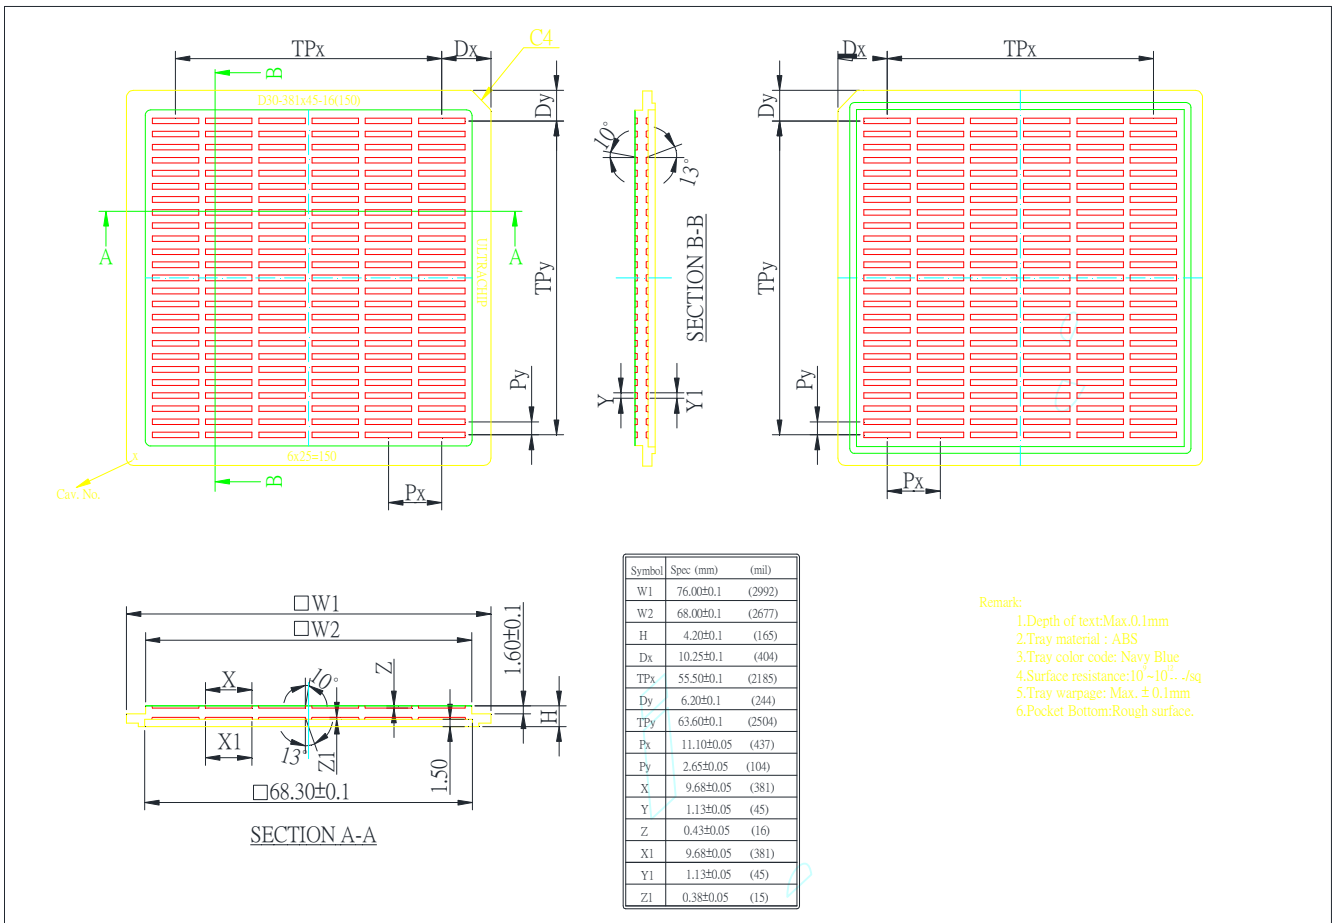 TPx Dx C4 Dx TPx
B
D30-381x45-16(150)
Dy Dy
10° 13°
A A
ULTRACHIP
TPy SECTION B-B TPy
Py Y Y1 Py
6x25=150
Cav. No. B
Px Px
□W1
□W2
1.60±0.1
X 10° Z
H
X1 13° Z1 1.50
□68.30±0.1
SECTION A-A
Symbol Spec (mm) (mil)
W1 76.00±0.1 (2992)
W2 68.00±0.1 (2677)
H 4.20±0.1 (165)
Dx 10.25±0.1 (404)
TPx 55.50±0.1 (2185)
Dy 6.20±0.1 (244)
TPy 63.60±0.1 (2504)
Px 11.10±0.05 (437)
Py 2.65±0.05 (104)
X 9.68±0.05 (381)
Y 1.13±0.05 (45)
Z 0.43±0.05 (16)
X1 9.68±0.05 (381)
Y1 1.13±0.05 (45)
Z1 0.38±0.05 (15)
Remark:
1.Depth of text:Max.0.1mm
2.Tray material : ABS
3.Tray color code: Navy Blue
4.Surface resistance:
5.Tray warpage: Max. ± 0.1mm
6.Pocket Bottom:Rough surface.